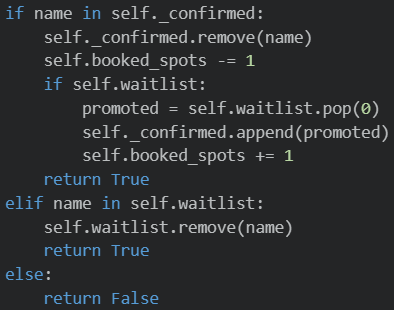 if name in self._confirmed:
    self._confirmed.remove(name)
    self.booked_spots -= 1
    if self.waitlist:
        promoted = self.waitlist.pop(0)
        self._confirmed.append(promoted)
        self.booked_spots += 1
    return True
elif name in self.waitlist:
    self.waitlist.remove(name)
    return True
else:
    return False